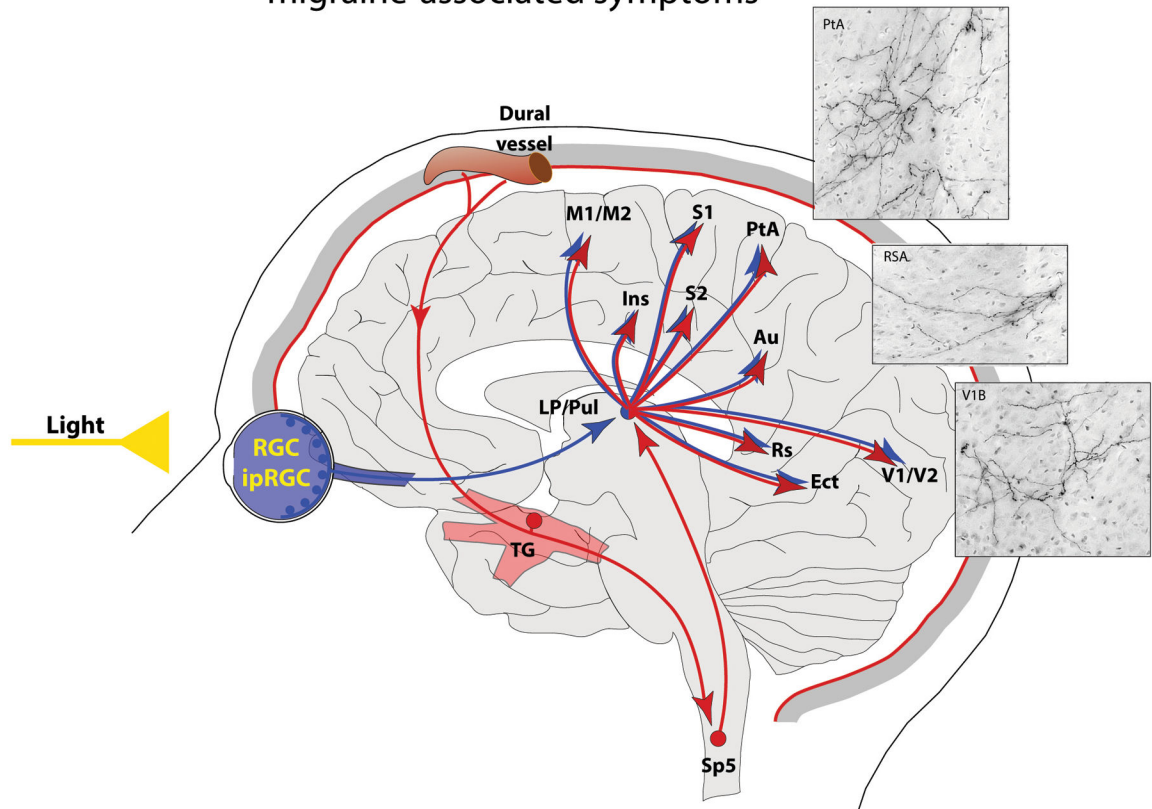 migraine-associated symptoms
PtA
Dural
vessel
M1/M2
S1
PtA
RSA.
Ins
S2
Au
V1B
LP/Pul
Light
RGC
ipRGC
Rs
Ect
V1/V2
TG
Sp5